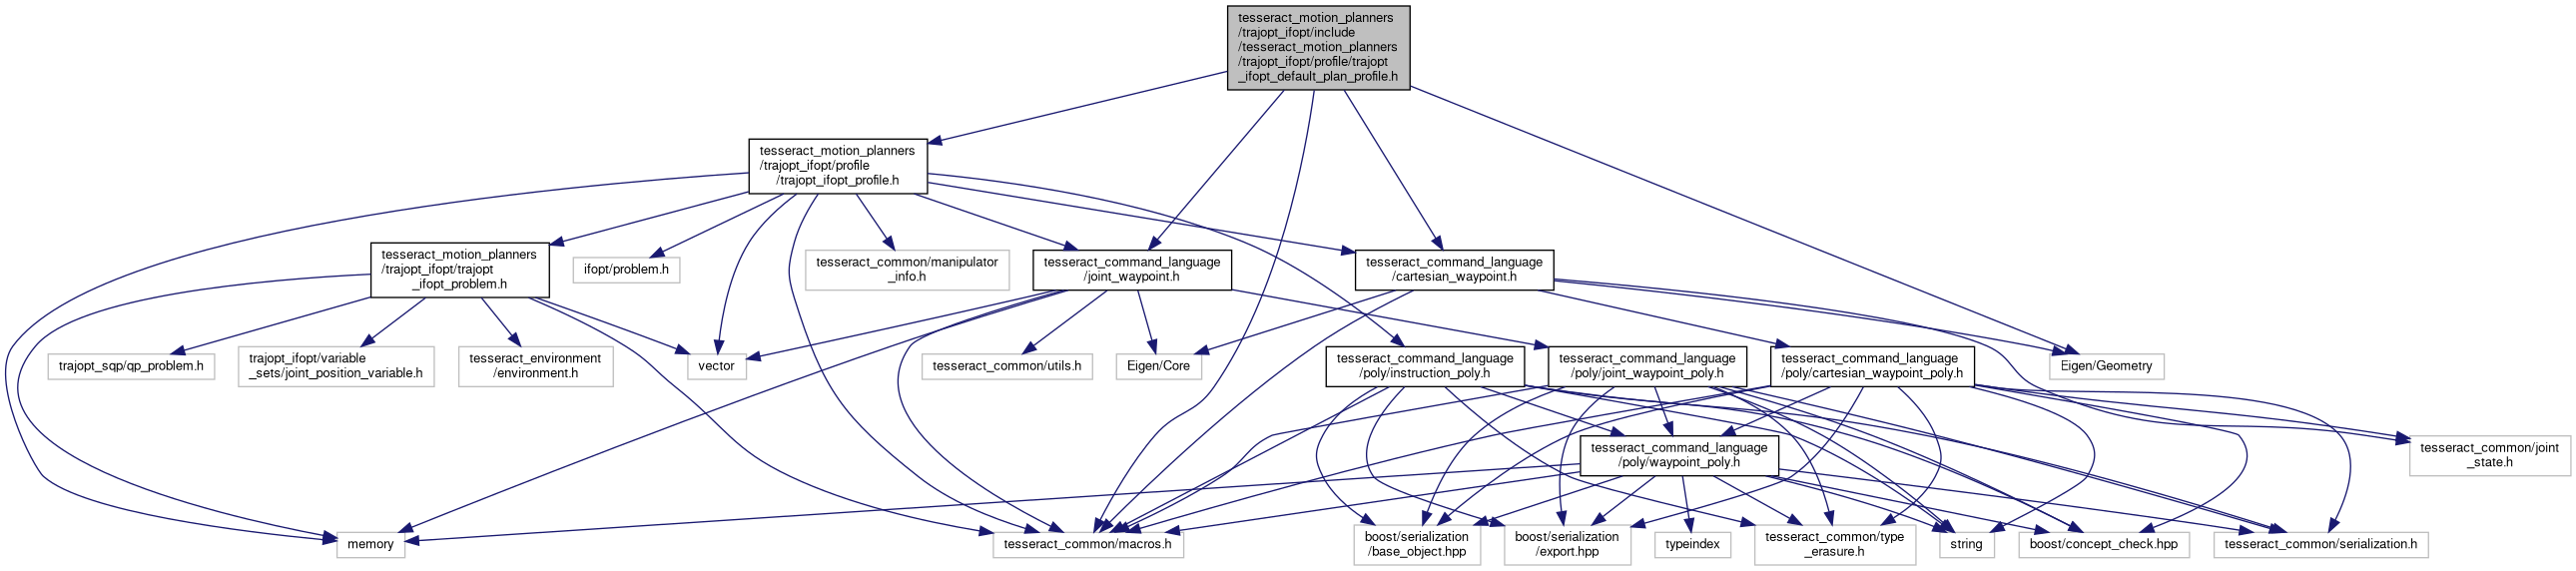 tesseract_motion_planners
/trajopt_ifopt/include
/tesseract_motion_planners
/trajopt_ifopt/profile/trajopt
_ifopt_default_plan_profile.h
tesseract_motion_planners
/trajopt_ifopt/profile
/trajopt_ifopt_profile.h
tesseract_motion_planners
/trajopt_ifopt/trajopt
_ifopt_problem.h
ifopt/problem.h
tesseract_common/manipulator
_info.h
tesseract_command_language
/joint_waypoint.h
tesseract_command_language
/cartesian_waypoint.h
trajopt_sqp/qp_problem.h
trajopt_ifopt/variable
_sets/joint_position_variable.h
tesseract_environment
/environment.h
vector
tesseract_common/utils.h
Eigen/Core
tesseract_command_language
/poly/instruction_poly.h
tesseract_command_language
/poly/joint_waypoint_poly.h
tesseract_command_language
/poly/cartesian_waypoint_poly.h
Eigen/Geometry
tesseract_command_language
/poly/waypoint_poly.h
tesseract_common/joint
_state.h
memory
tesseract_common/macros.h
boost/serialization
/base_object.hpp
boost/serialization
/export.hpp
typeindex
tesseract_common/type
_erasure.h
string
boost/concept_check.hpp
tesseract_common/serialization.h